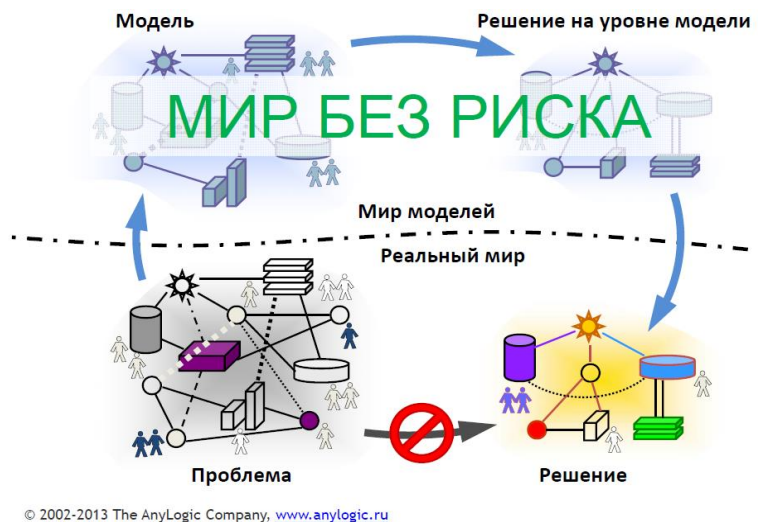 Модель
Решение на уровне модели
МИР БЕЗ РИСКА
Мир моделей
Реальный мир
Проблема
Решение
© 2002-2013 The AnyLogic Company, www.anylogic.ru